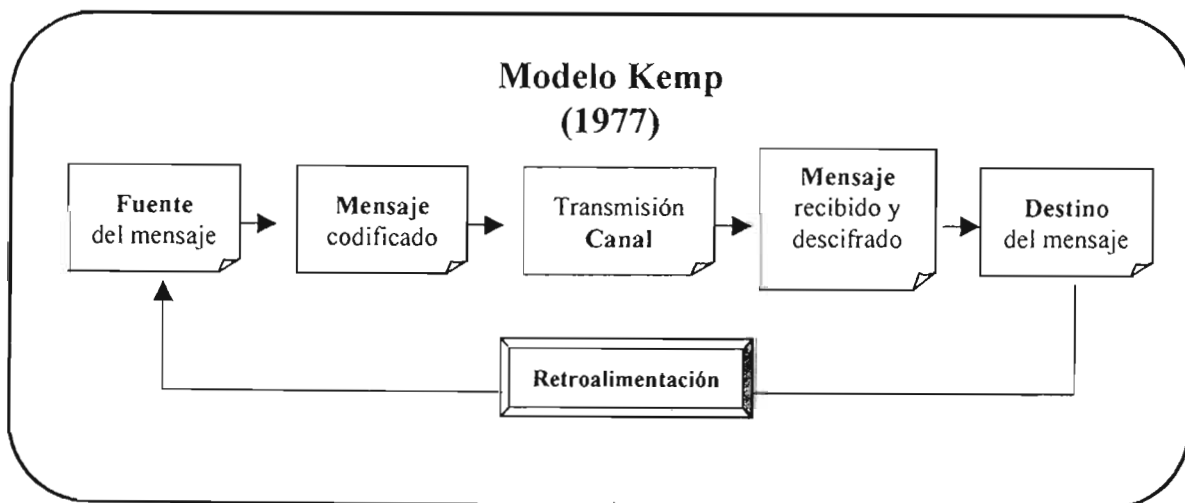 Modelo Kemp
(1977)
Fuente
del mensaje
Mensaje
codificado
Transmisión
Canal
Mensaje
recibido y
descifrado
Destino
del mensaje
Retroalimentación